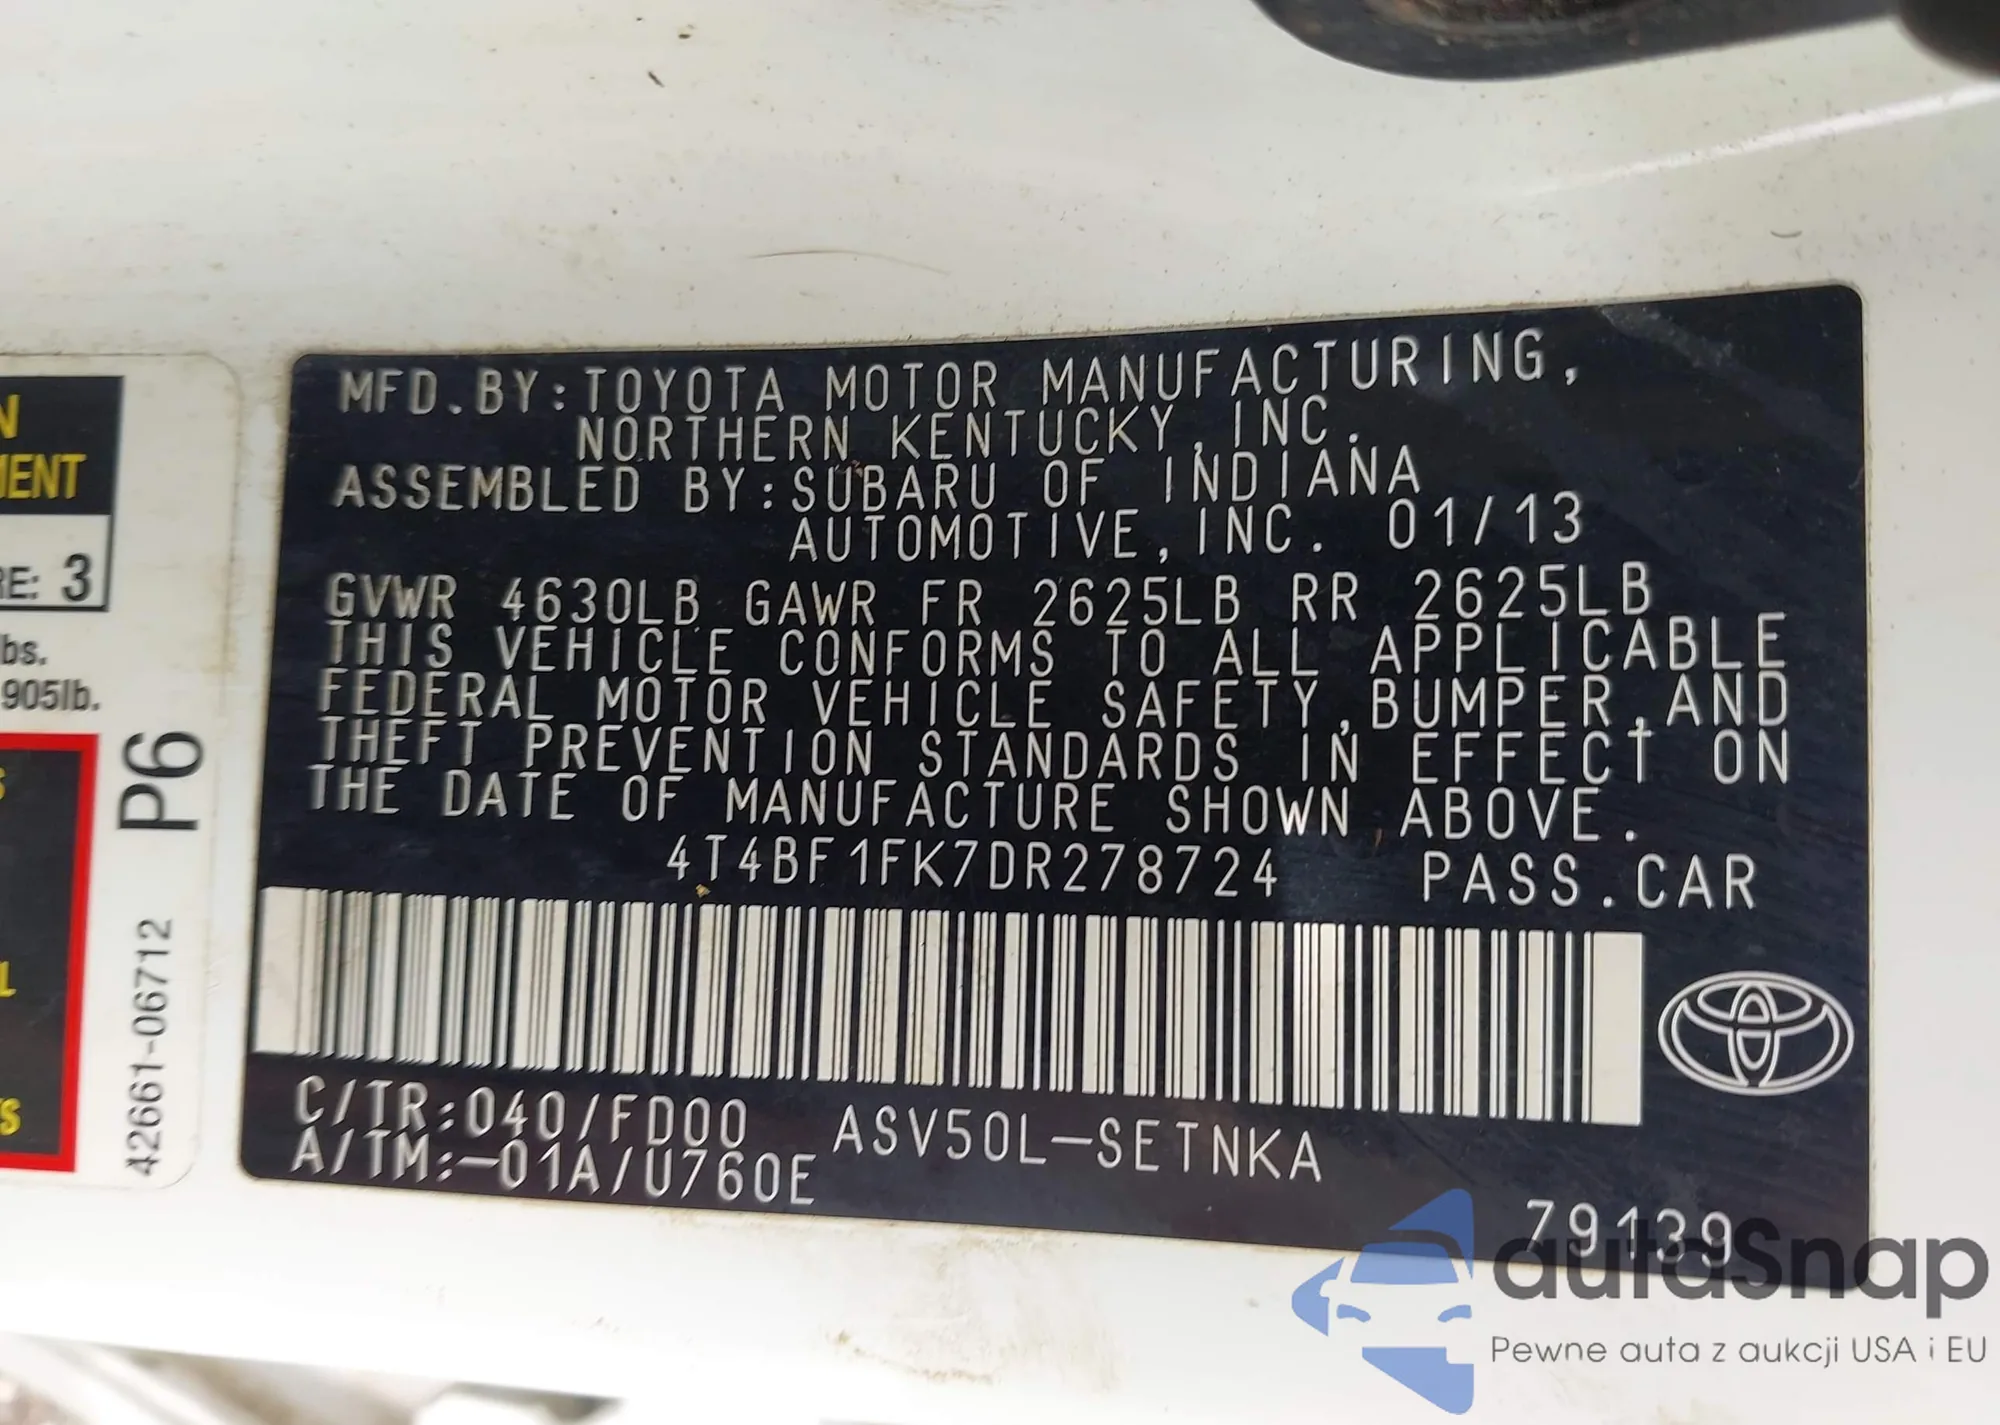 N
MENT
RE: 3
bs.
905lb.
P6
42661-06712
S
L
TS
MFD.BY:TOYOTA MOTOR MANUFACTURING,
NORTHERN KENTUCKY,INC.
ASSEMBLED BY:SUBARU OF INDIANA
AUTOMOTIVE,INC. 01/13
GVWR 4630LB GAWR FR 2625LB RR 2625LB
THIS VEHICLE CONFORMS TO ALL APPLICABLE
FEDERAL MOTOR VEHICLE SAFETY,BUMPER,AND
THEFT PREVENTION STANDARDS IN EFFECT ON
THE DATE OF MANUFACTURE SHOWN ABOVE.
4T4BF1FK7DR278724 PASS.CAR
C/TR:040/FD00 ASV50L-SETNKA
A/TM:-01A/U760E
79139
autaSnap
Pewne auta z aukcji USA i EU